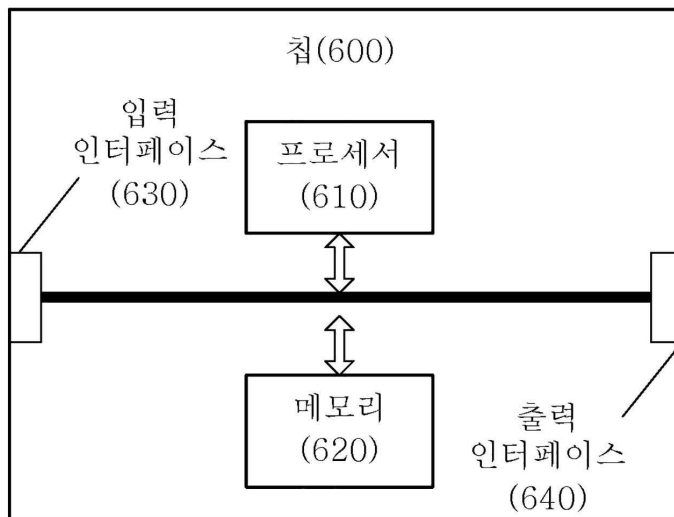 칩(600)
입력
인터페이스
(630)
프로세서
(610)
메모리
(620)
출력
인터페이스
(640)